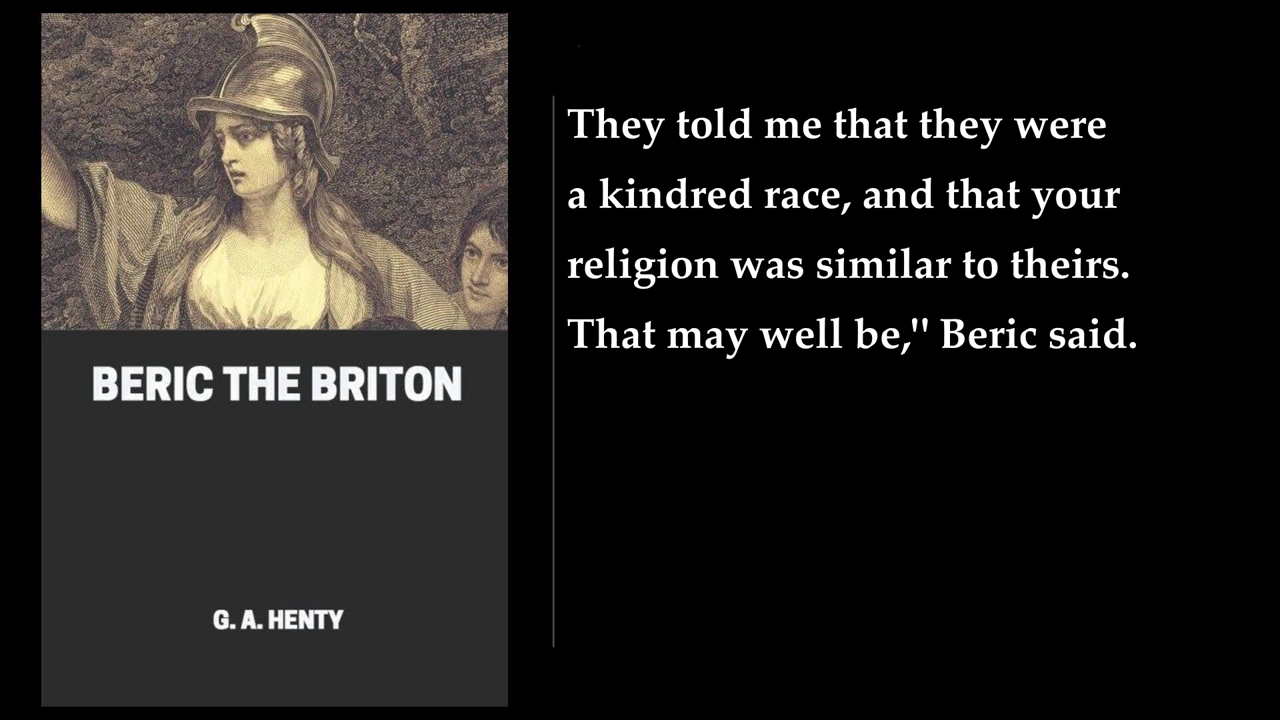 BERIC THE BRITON
G. A. HENTY
They told me that they were
a kindred race, and that your
religion was similar to theirs.
That may well be," Beric said.